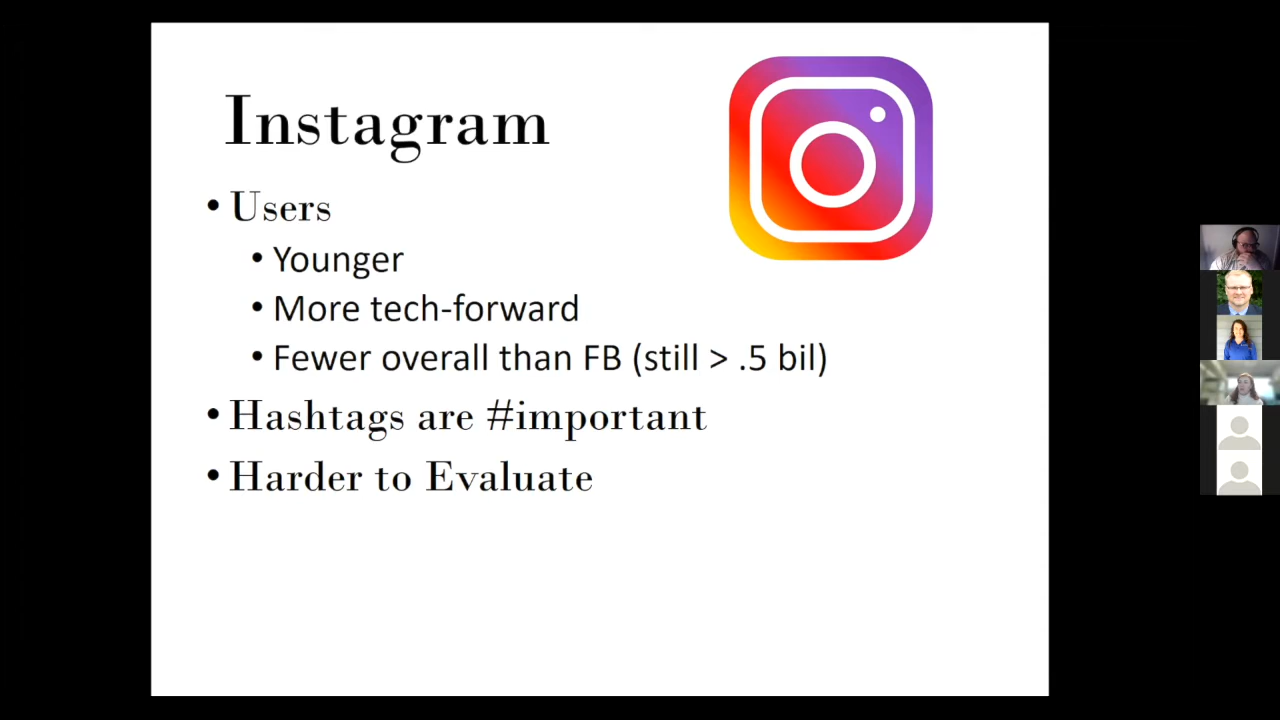 Instagram
• Users
• Younger
• More tech-forward
• Fewer overall than FB (still > .5 bil)
• Hashtags are #important
• Harder to Evaluate